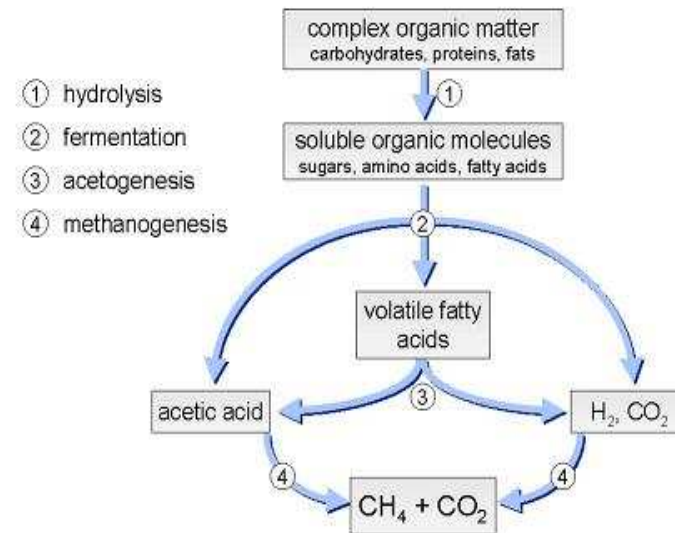 complex organic matter
carbohydrates, proteins, fats
① hydrolysis
② fermentation
③ acetogenesis
④ methanogenesis
①
soluble organic molecules
sugars, amino acids, fatty acids
②
volatile fatty
acids
③
acetic acid
H₂, CO₂
④
④
CH₄ + CO₂